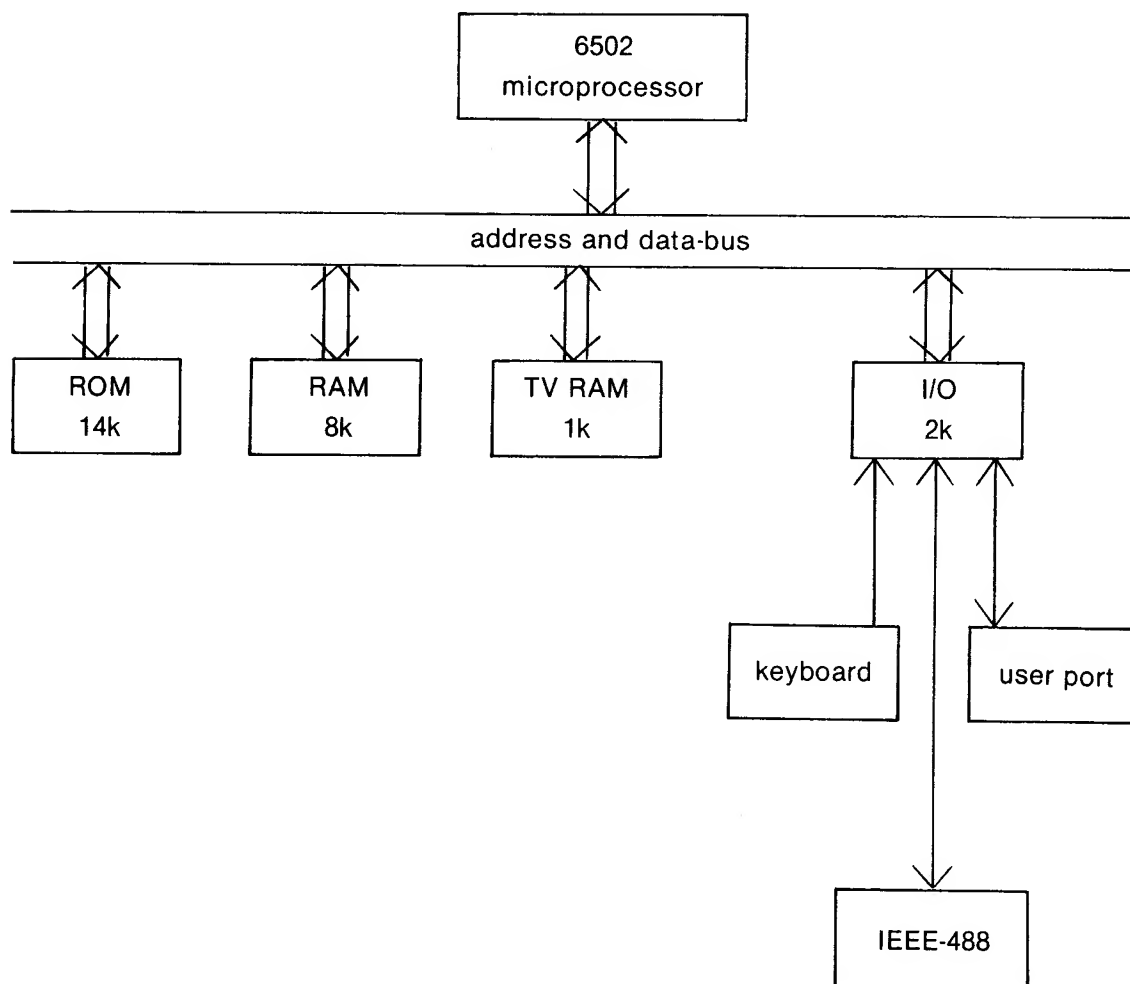 6502
microprocessor
address and data-bus
ROM
14k
RAM
8k
TV RAM
1k
I/O
2k
keyboard
user port
IEEE-488